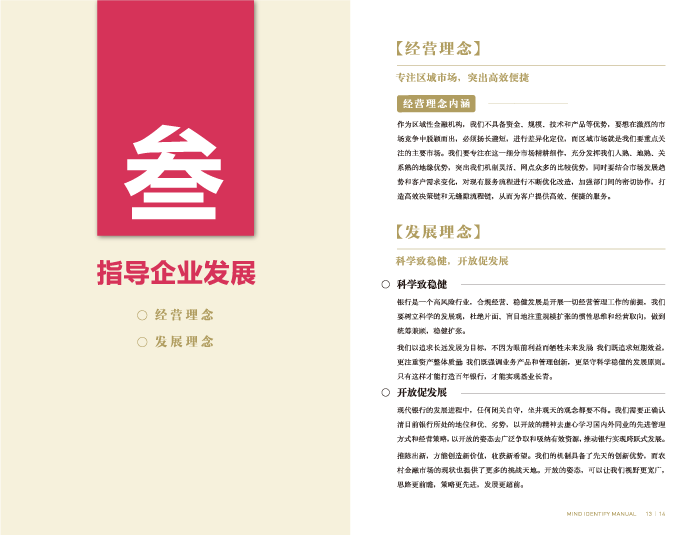 叁
指导企业发展
○ 经营理念
○ 发展理念
【经营理念】
专注区域市场，突出高效便捷
经营理念内涵
作为区域性金融机构，我们不具备资金、规模、技术和产品等优势，要想在激烈的市
场竞争中脱颖而出，必须扬长避短，进行差异化定位，而区域市场就是我们要重点关
注的主要市场。我们要专注在这一细分市场精耕细作，充分发挥我们人熟、地熟、关
系熟的地缘优势，突出我们机制灵活、网点众多的比较优势，同时要结合市场发展趋
势和客户需求变化，对现有服务流程进行不断优化改造，加强部门间的密切协作，打
造高效决策链和无缝隙流程链，从而为客户提供高效、便捷的服务。
【发展理念】
科学致稳健，开放促发展
○ 科学致稳健
银行是一个高风险行业，合规经营、稳健发展是开展一切经营管理工作的前提，我们
要树立科学的发展观，杜绝片面、盲目地注重规模扩张的惯性思维和经营取向，做到
统筹兼顾，稳健扩张。
我们以追求长远发展为目标，不因为眼前利益而牺牲未来发展；我们既追求短期效益，
更注重资产整体质量；我们既强调业务产品和管理创新，更坚守科学稳健的发展原则。
只有这样才能打造百年银行，才能实现基业长青。
○ 开放促发展
现代银行的发展进程中，任何闭关自守，坐井观天的观念都要不得。我们需要正确认
清目前银行所处的地位和优、劣势，以开放的精神去虚心学习国内外同业的先进管理
方式和经营策略，以开放的姿态去广泛争取和吸纳有效资源，推动银行实现跨跃式发展。
推陈出新，方能创造新价值，收获新希望。我们的机制具备了先天的创新优势，而农
村金融市场的现状也提供了更多的挑战天地。开放的姿态，可以让我们视野更宽广，
思路更前瞻，策略更先进，发展更超前。
MIND IDENTIFY MANUAL 13 | 14